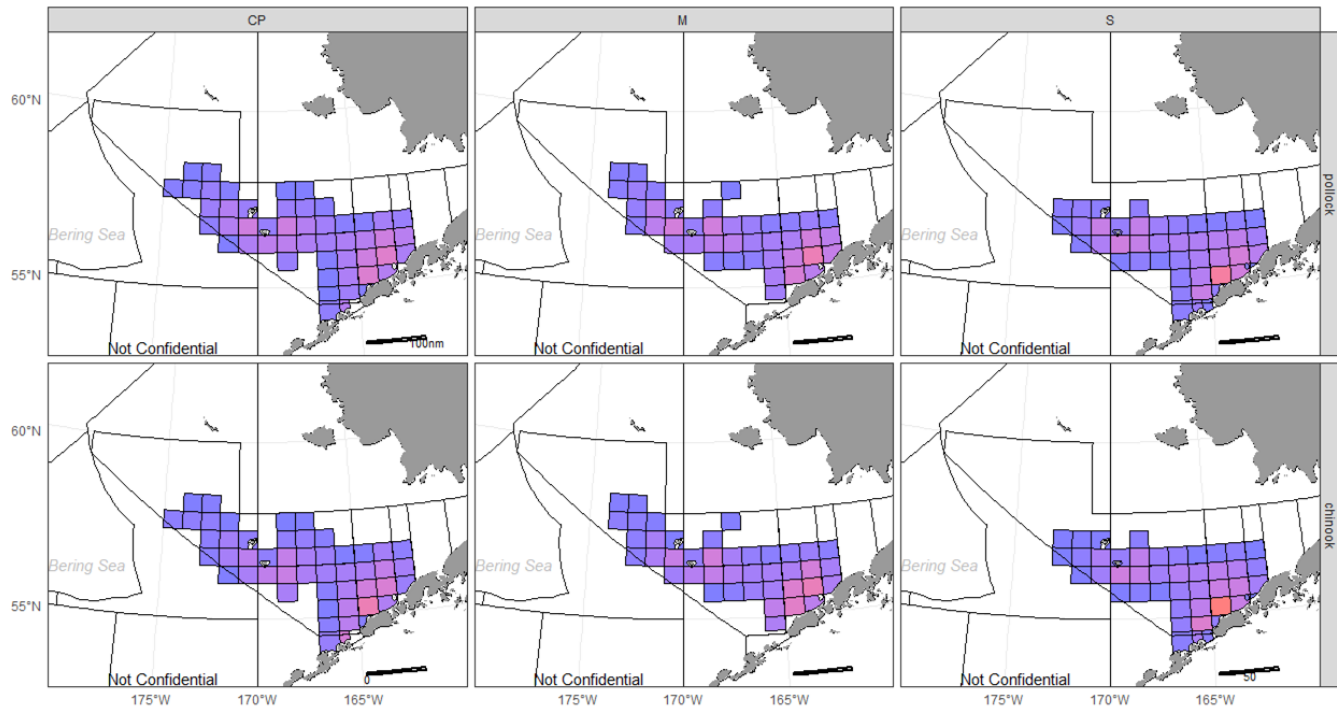 CP M S
60°N
55°N
Bering Sea Bering Sea Bering Sea
Not Confidential 100nm Not Confidential Not Confidential
pollock
60°N
55°N
Bering Sea Bering Sea Bering Sea
Not Confidential 0 Not Confidential Not Confidential 50
chinook
175°W 170°W 165°W 175°W 170°W 165°W 175°W 170°W 165°W